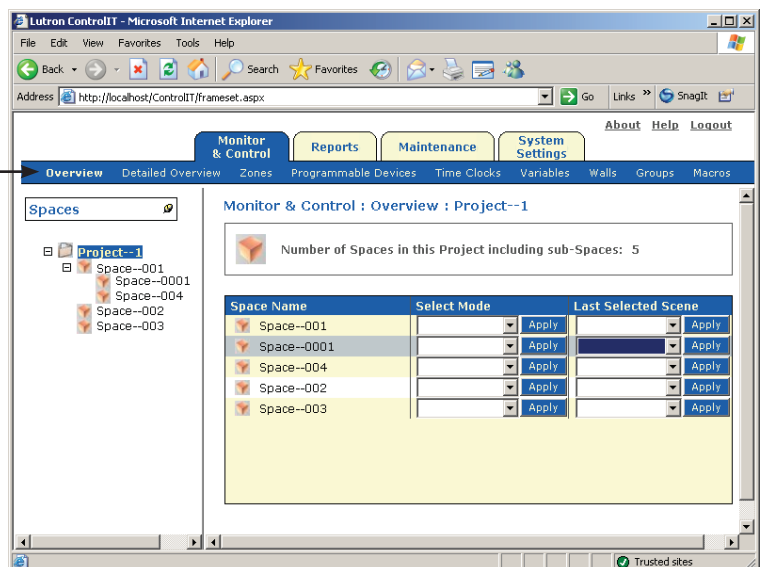 Lutron ControlIT - Microsoft Internet Explorer
File Edit View Favorites Tools Help
Back Search Favorites
Address http://localhost/ControlIT/frameset.aspx Go Links » SnagIt
About Help Logout
Monitor & Control Reports Maintenance System Settings
Overview Detailed Overview Zones Programmable Devices Time Clocks Variables Walls Groups Macros
Spaces
Project--1
Space--001
Space--0001
Space--004
Space--002
Space--003
Monitor & Control : Overview : Project--1
Number of Spaces in this Project including sub-Spaces: 5
Space Name Select Mode Last Selected Scene
Space--001 Apply Apply
Space--0001 Apply Apply
Space--004 Apply Apply
Space--002 Apply Apply
Space--003 Apply Apply
Trusted sites